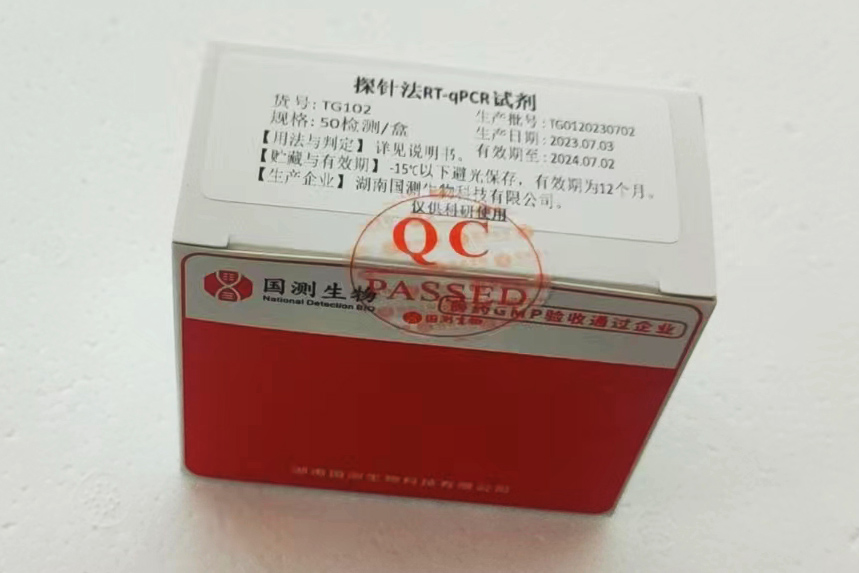 探针法RT-qPCR试剂
货号: TG102
生产批号: TG0120230702
规格: 50检测/盒
生产日期: 2023.07.03
【用法与判定】 详见说明书。
有效期至: 2024.07.02
【贮藏与有效期】 -15℃以下避光保存，有效期为12个月。
【生产企业】 湖南国测生物科技有限公司。
仅供科研使用
QC
PASSED
国测生物
国测生物
National Detection BIO
兽药GMP验收通过企业
湖南国测生物科技有限公司